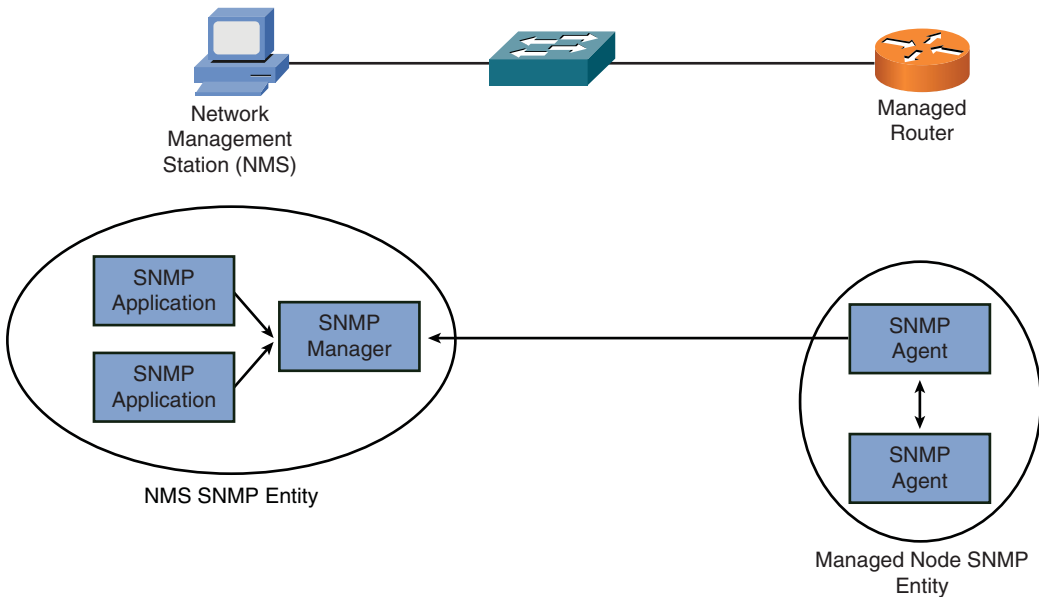 Network
Management
Station (NMS)
Managed
Router
SNMP
Application
SNMP
Application
SNMP
Manager
NMS SNMP Entity
SNMP
Agent
SNMP
Agent
Managed Node SNMP
Entity